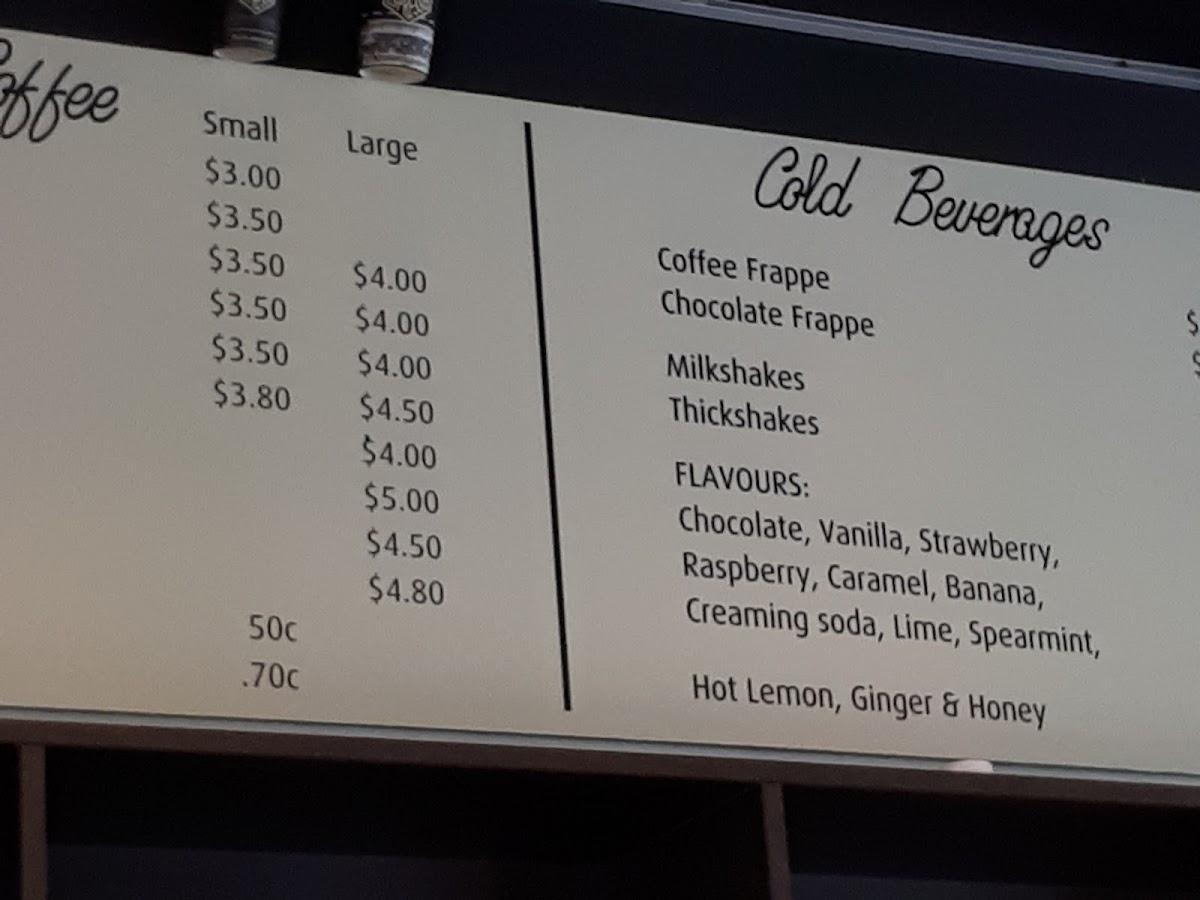 Coffee
Small Large
$3.00
$3.50
$3.50 $4.00
$3.50 $4.00
$3.50 $4.00
$3.80 $4.50
$4.00
$5.00
$4.50
$4.80
50c
.70c
Cold Beverages
Coffee Frappe
Chocolate Frappe
Milkshakes
Thickshakes
FLAVOURS:
Chocolate, Vanilla, Strawberry,
Raspberry, Caramel, Banana,
Creaming soda, Lime, Spearmint,
Hot Lemon, Ginger & Honey